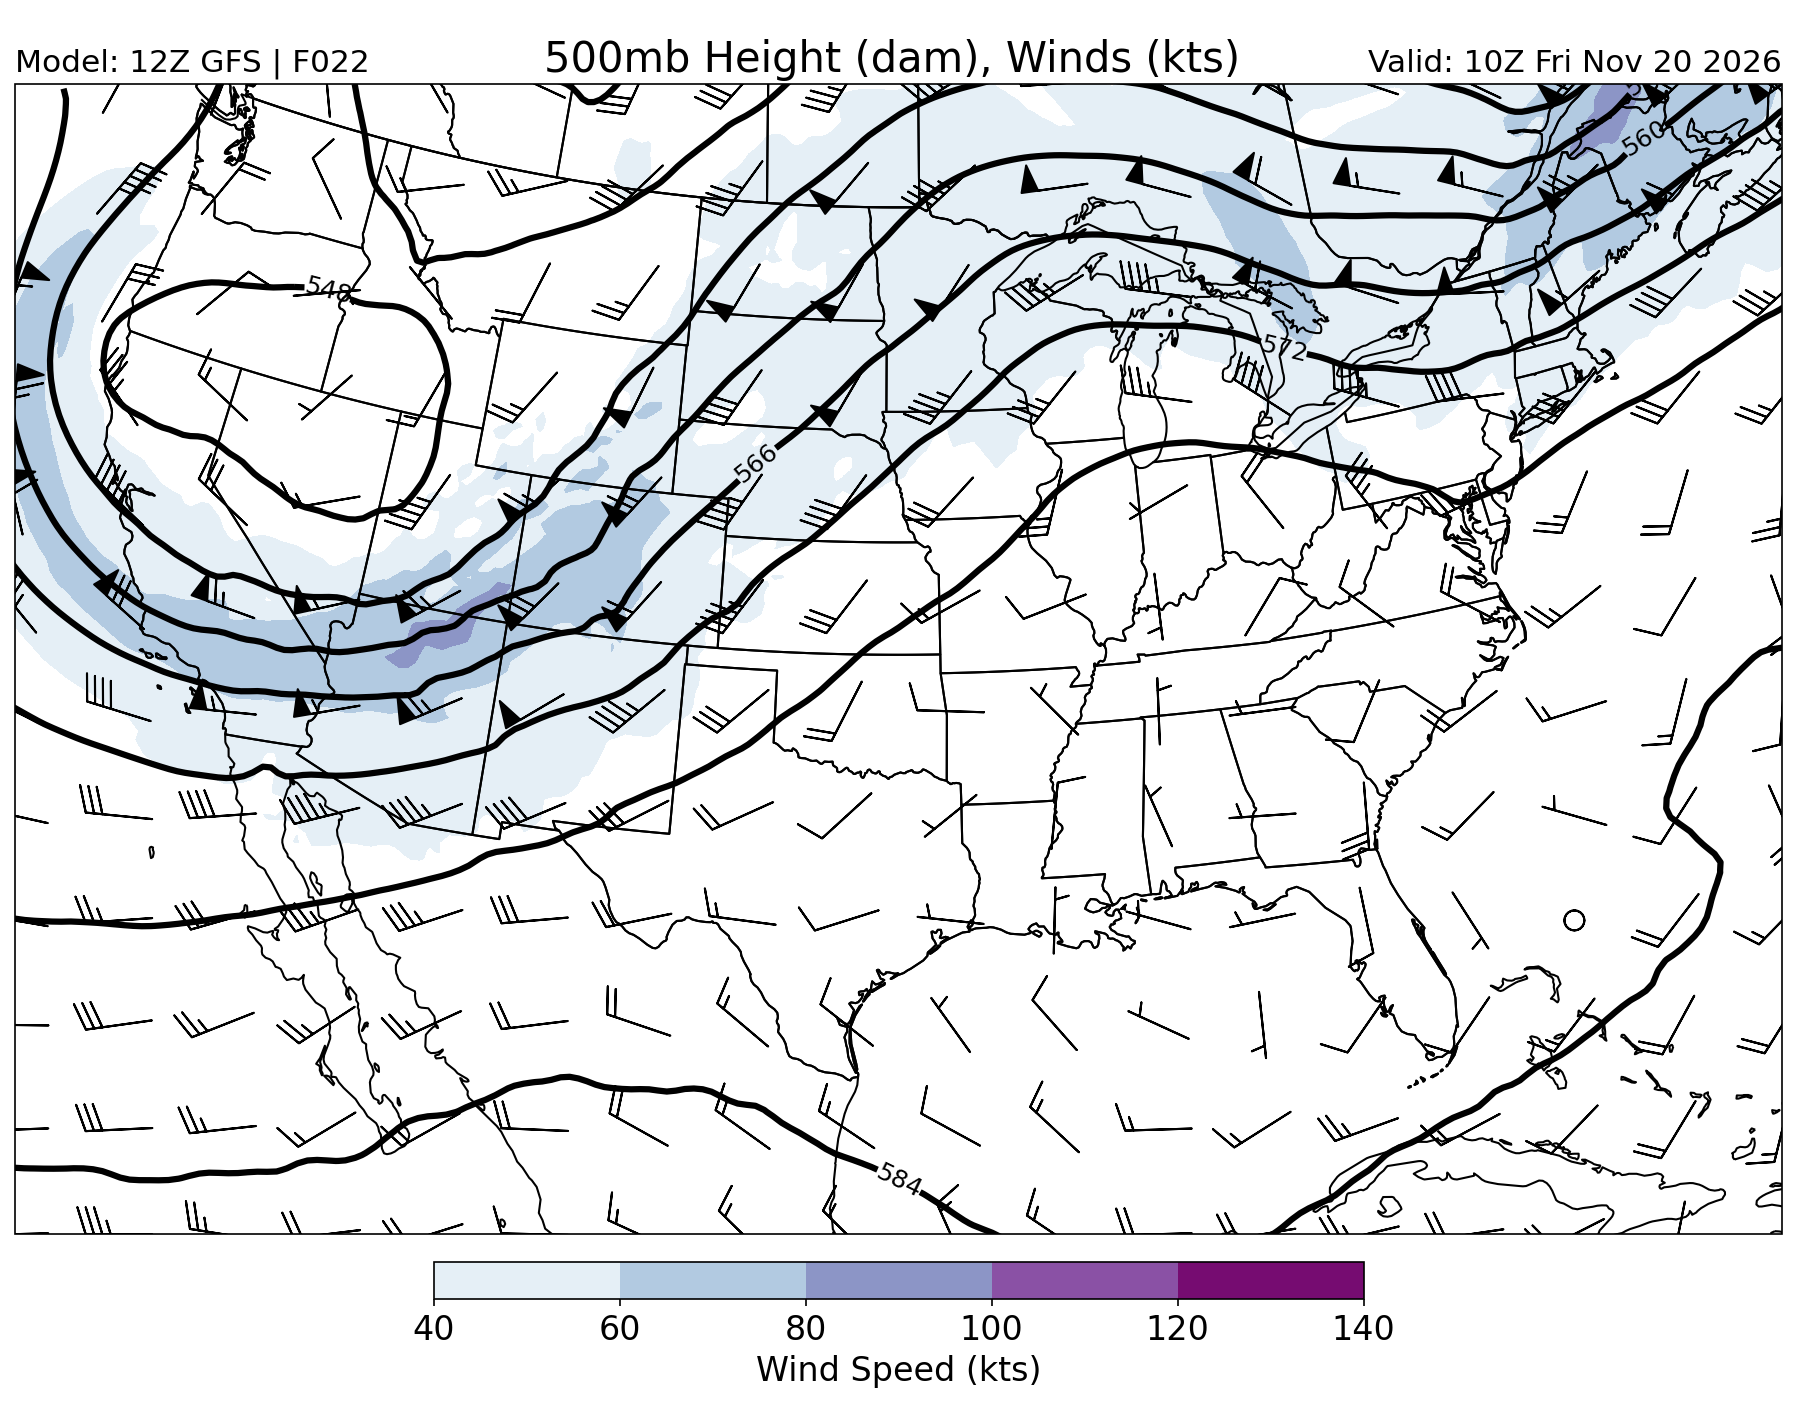 Model: 12Z GFS | F022
500mb Height (dam), Winds (kts)
Valid: 10Z Fri Nov 20 2026
560
548
572
566
584
40 60 80 100 120 140
Wind Speed (kts)